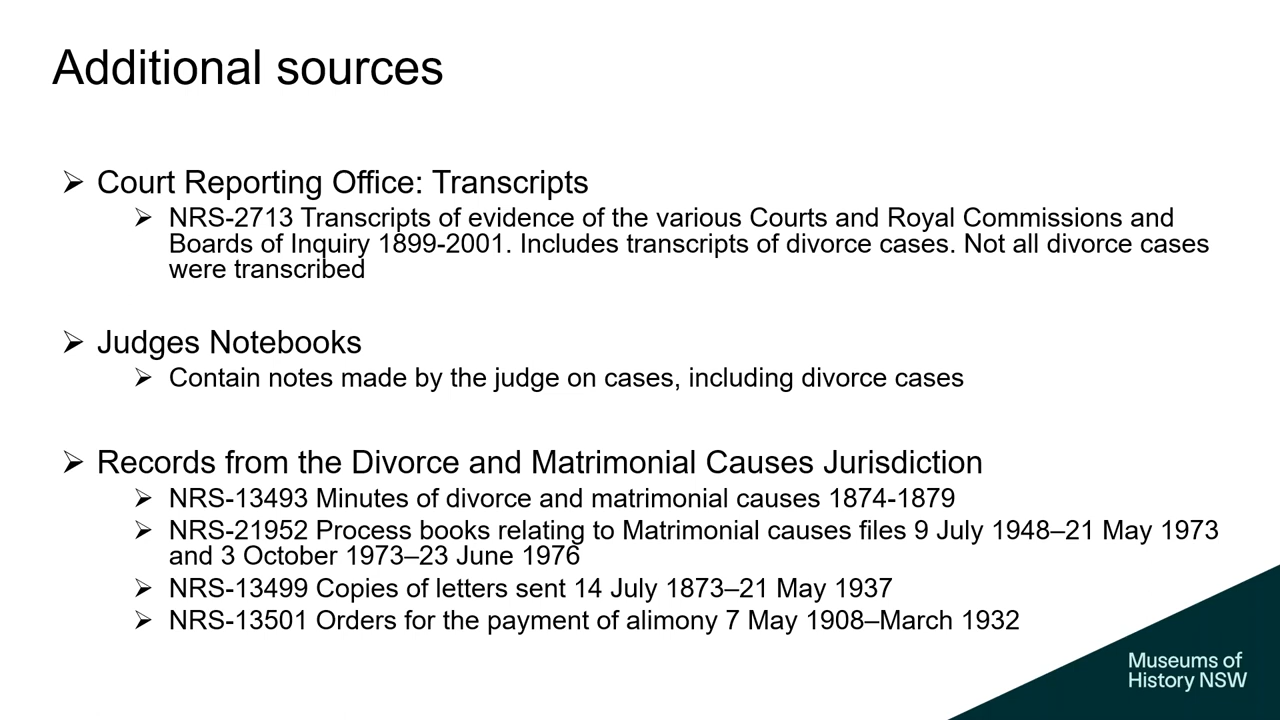 Additional sources
➢ Court Reporting Office: Transcripts
➢ NRS-2713 Transcripts of evidence of the various Courts and Royal Commissions and
Boards of Inquiry 1899-2001. Includes transcripts of divorce cases. Not all divorce cases
were transcribed
➢ Judges Notebooks
➢ Contain notes made by the judge on cases, including divorce cases
➢ Records from the Divorce and Matrimonial Causes Jurisdiction
➢ NRS-13493 Minutes of divorce and matrimonial causes 1874-1879
➢ NRS-21952 Process books relating to Matrimonial causes files 9 July 1948–21 May 1973
and 3 October 1973–23 June 1976
➢ NRS-13499 Copies of letters sent 14 July 1873–21 May 1937
➢ NRS-13501 Orders for the payment of alimony 7 May 1908–March 1932
Museums of
History NSW